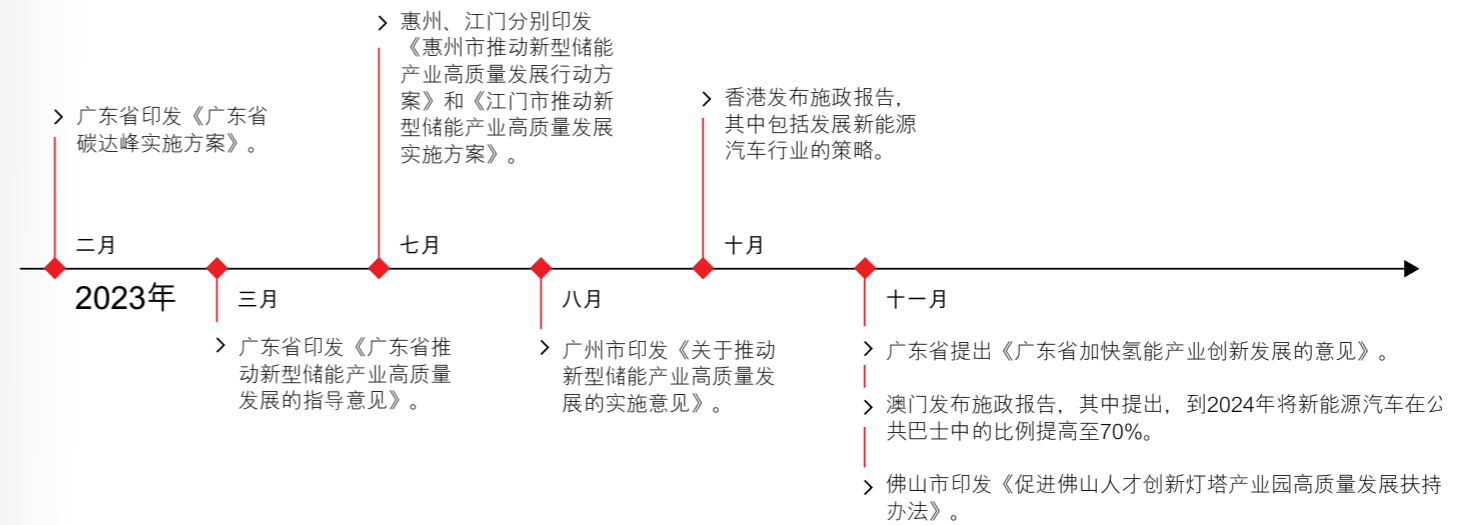 惠州、江门分别印发
《惠州市推动新型储能
产业高质量发展行动方
案》和《江门市推动新
型储能产业高质量发展
实施方案》。
广东省印发《广东省
碳达峰实施方案》。
香港发布施政报告，
其中包括发展新能源
汽车行业的策略。
二月
七月
十月
2023年
三月
八月
十一月
广东省印发《广东省推
动新型储能产业高质量
发展的指导意见》。
广州市印发《关于推动
新型储能产业高质量发
展的实施意见》。
广东省提出《广东省加快氢能产业创新发展的意见》。
澳门发布施政报告，其中提出，到2024年将新能源汽车在公
共巴士中的比例提高至70%。
佛山市印发《促进佛山人才创新灯塔产业园高质量发展扶持
办法》。